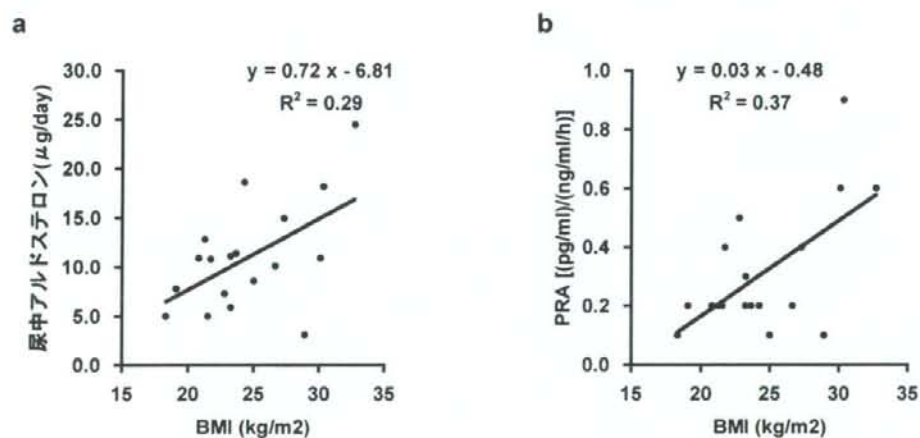 a
y = 0.72 x - 6.81
R² = 0.29
尿中アルドステロン(μg/day)
30.0
25.0
20.0
15.0
10.0
5.0
0.0
15 20 25 30 35
BMI (kg/m2)
b
y = 0.03 x - 0.48
R² = 0.37
PRA [(pg/ml)/(ng/ml/h)]
1.0
0.8
0.6
0.4
0.2
0.0
15 20 25 30 35
BMI (kg/m2)